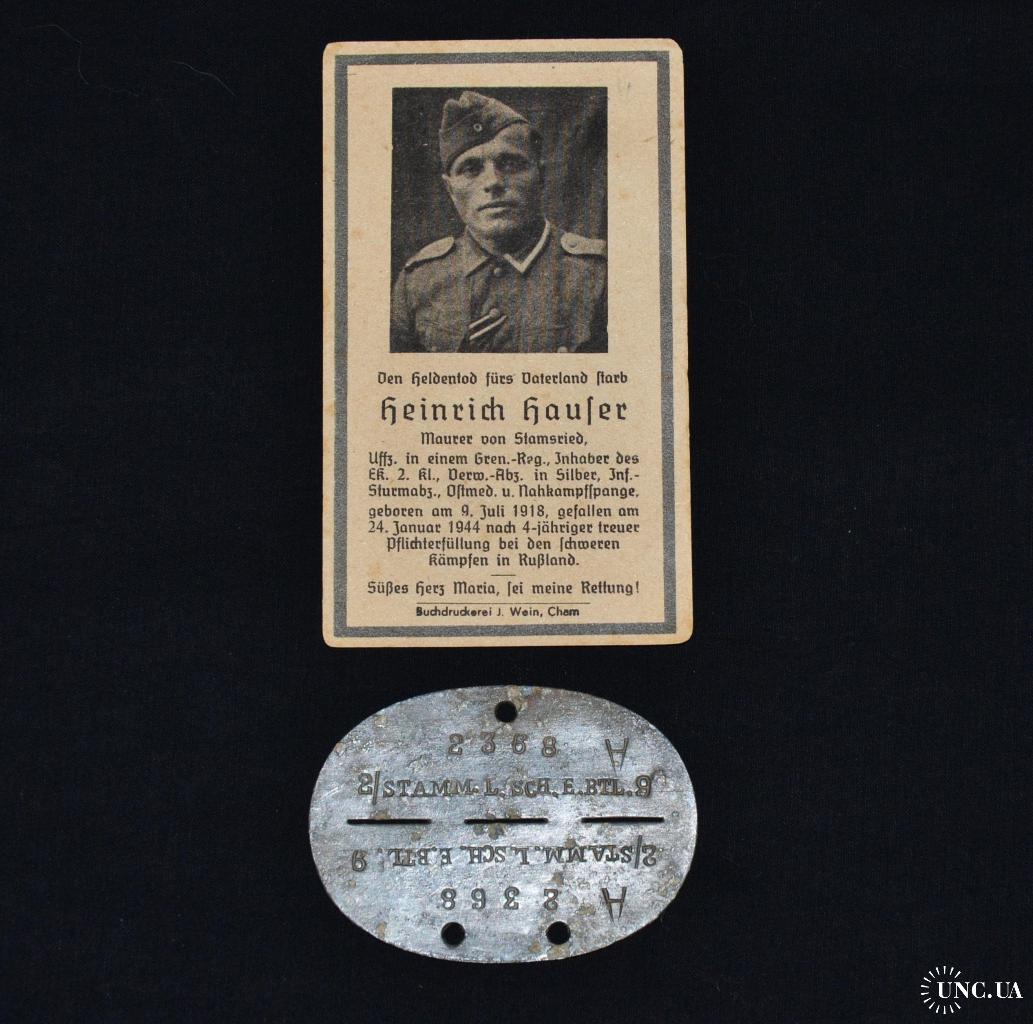 Den Heldentod fürs Vaterland starb
Heinrich Hauser
Maurer von Stamsried,
Uffz. in einem Gren.-Reg., Inhaber des
EK. 2. Kl., Verw.-Abz. in Silber, Inf.-
Sturmabz., Ostmed. u. Nahkampfspange,
geboren am 9. Juli 1918, gefallen am
24. Januar 1944 nach 4-jähriger treuer
Pflichterfüllung bei den schweren
Kämpfen in Rußland.
Süßes Herz Maria, sei meine Rettung!
Buchdruckerei J. Wein, Cham
2368 A
2/STAMM. L. SCH. E. BTL. 9
2/STAMM. L. SCH. E. BTL. 9
A 2368
UNC.UA